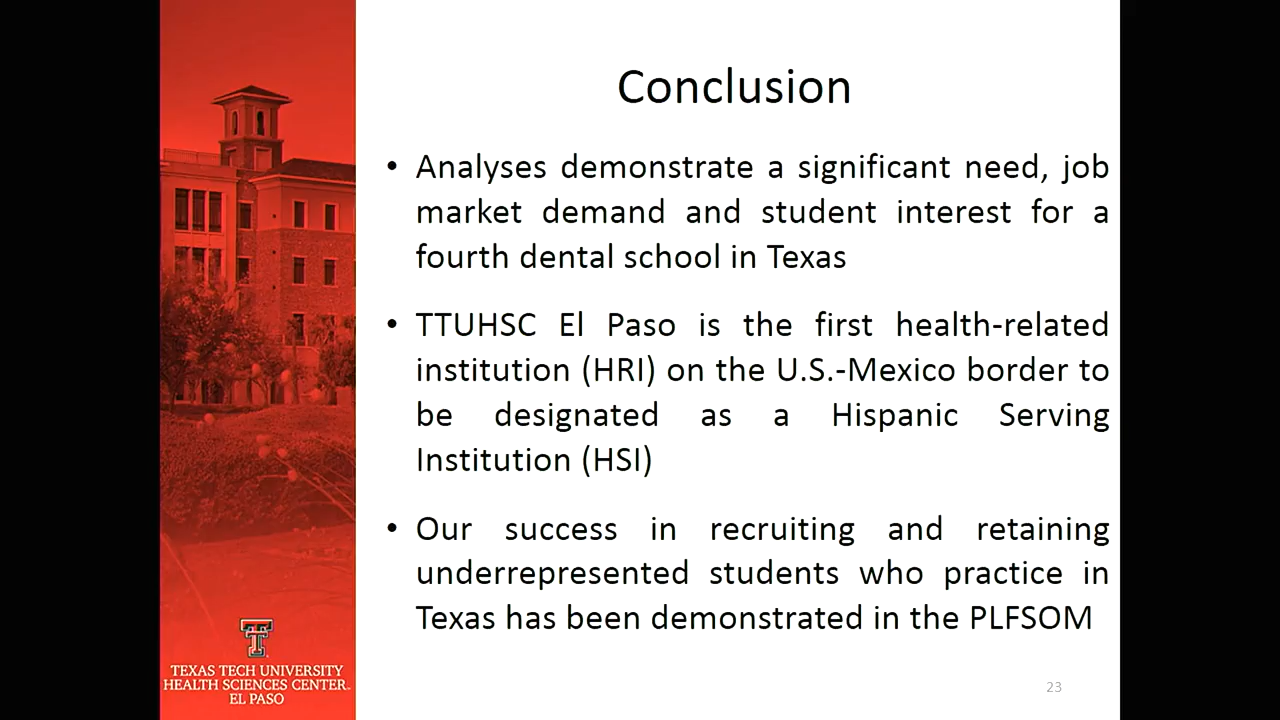 Conclusion
• Analyses demonstrate a significant need, job
market demand and student interest for a
fourth dental school in Texas
• TTUHSC El Paso is the first health-related
institution (HRI) on the U.S.-Mexico border to
be designated as a Hispanic Serving
Institution (HSI)
• Our success in recruiting and retaining
underrepresented students who practice in
Texas has been demonstrated in the PLFSOM
TEXAS TECH UNIVERSITY
HEALTH SCIENCES CENTER
EL PASO
23